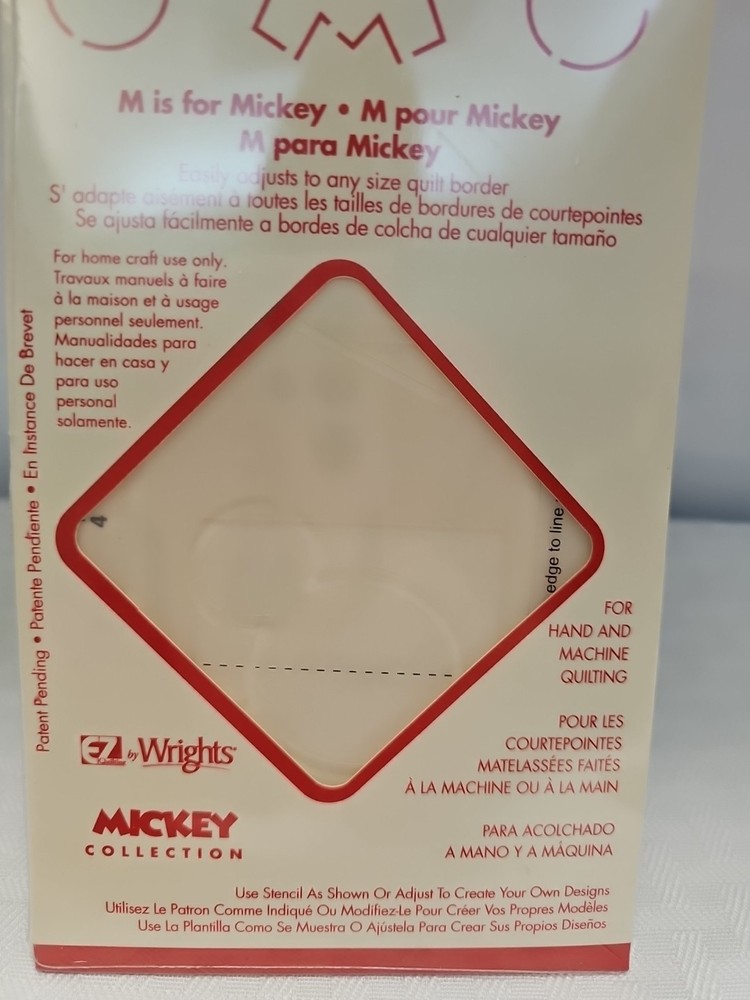 M
M is for Mickey • M pour Mickey
M para Mickey
Easily adjusts to any size quilt border
S' adapte aisément à toutes les tailles de bordures de courtepointes
Se ajusta fácilmente a bordes de colcha de cualquier tamaño
For home craft use only.
Travaux manuels à faire
à la maison et à usage
personnel seulement.
Manualidades para
hacer en casa y
para uso
personal
solamente.
Patent Pending • Patente Pendiente • En Instance De Brevet
4
edge to line
FOR
HAND AND
MACHINE
QUILTING
POUR LES
COURTEPOINTES
MATELASSÉES FAITÉS
À LA MACHINE OU À LA MAIN
PARA ACOLCHADO
A MANO Y A MÁQUINA
EZ by Wrights
MICKEY
COLLECTION
Use Stencil As Shown Or Adjust To Create Your Own Designs
Utilisez Le Patron Comme Indiqué Ou Modifiez-Le Pour Créer Vos Propres Modèles
Use La Plantilla Como Se Muestra O Ajústela Para Crear Sus Propios Diseños